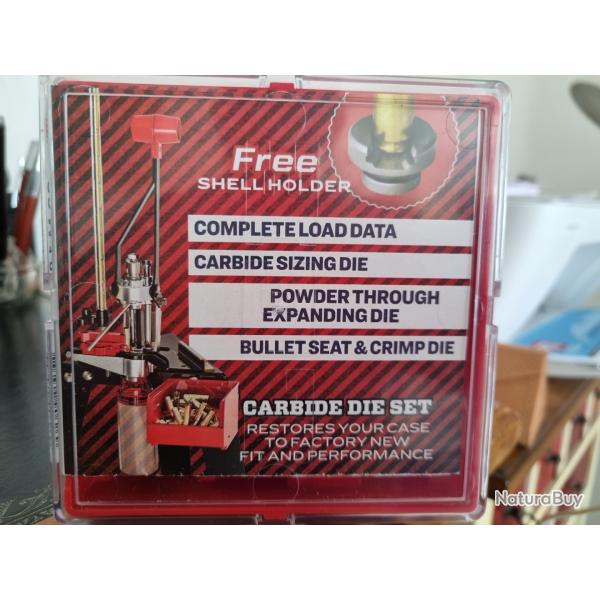 Free
SHELL HOLDER
COMPLETE LOAD DATA
CARBIDE SIZING DIE
POWDER THROUGH
EXPANDING DIE
BULLET SEAT & CRIMP DIE
CARBIDE DIE SET
RESTORES YOUR CASE
TO FACTORY NEW
FIT AND PERFORMANCE
NaturaBuy